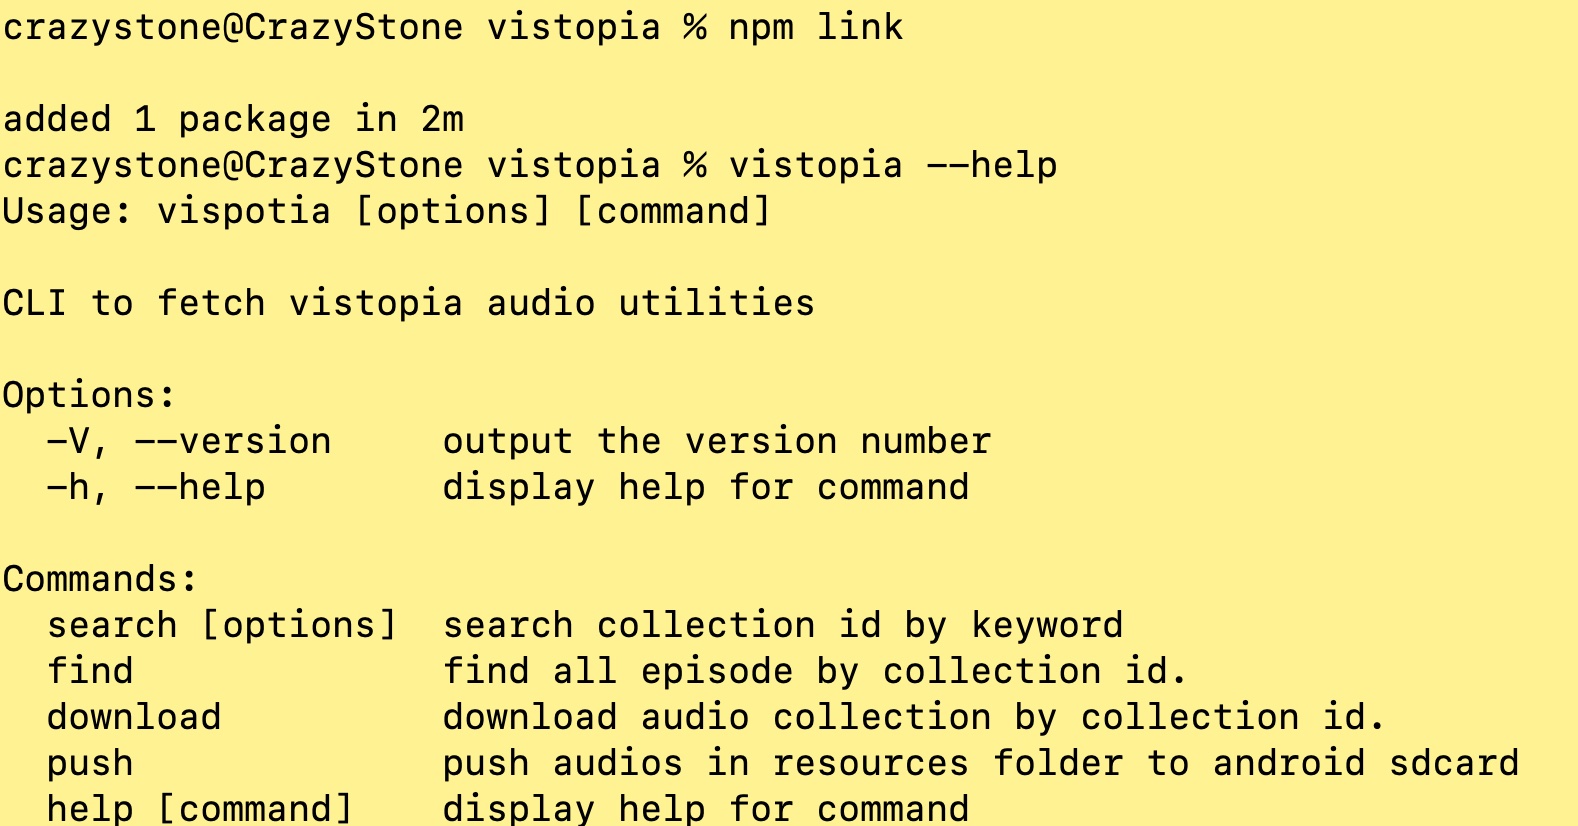 crazystone@CrazyStone vistopia % npm link
added 1 package in 2m
crazystone@CrazyStone vistopia % vistopia --help
Usage: vispotia [options] [command]
CLI to fetch vistopia audio utilities
Options:
-V, --version output the version number
-h, --help display help for command
Commands:
search [options] search collection id by keyword
find find all episode by collection id.
download download audio collection by collection id.
push push audios in resources folder to android sdcard
help [command] display help for command